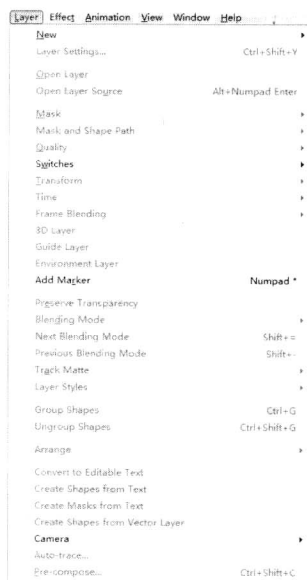 Layer Effect Animation View Window Help
New
Layer Settings... Ctrl+Shift+Y
Open Layer
Open Layer Source Alt+Numpad Enter
Mask
Mask and Shape Path
Quality
Switches
Transform
Time
Frame Blending
3D Layer
Guide Layer
Environment Layer
Add Marker Numpad *
Preserve Transparency
Blending Mode
Next Blending Mode Shift+=
Previous Blending Mode Shift+-
Track Matte
Layer Styles
Group Shapes Ctrl+G
Ungroup Shapes Ctrl+Shift+G
Arrange
Convert to Editable Text
Create Shapes from Text
Create Masks from Text
Create Shapes from Vector Layer
Camera
Auto-trace...
Pre-compose... Ctrl+Shift+C